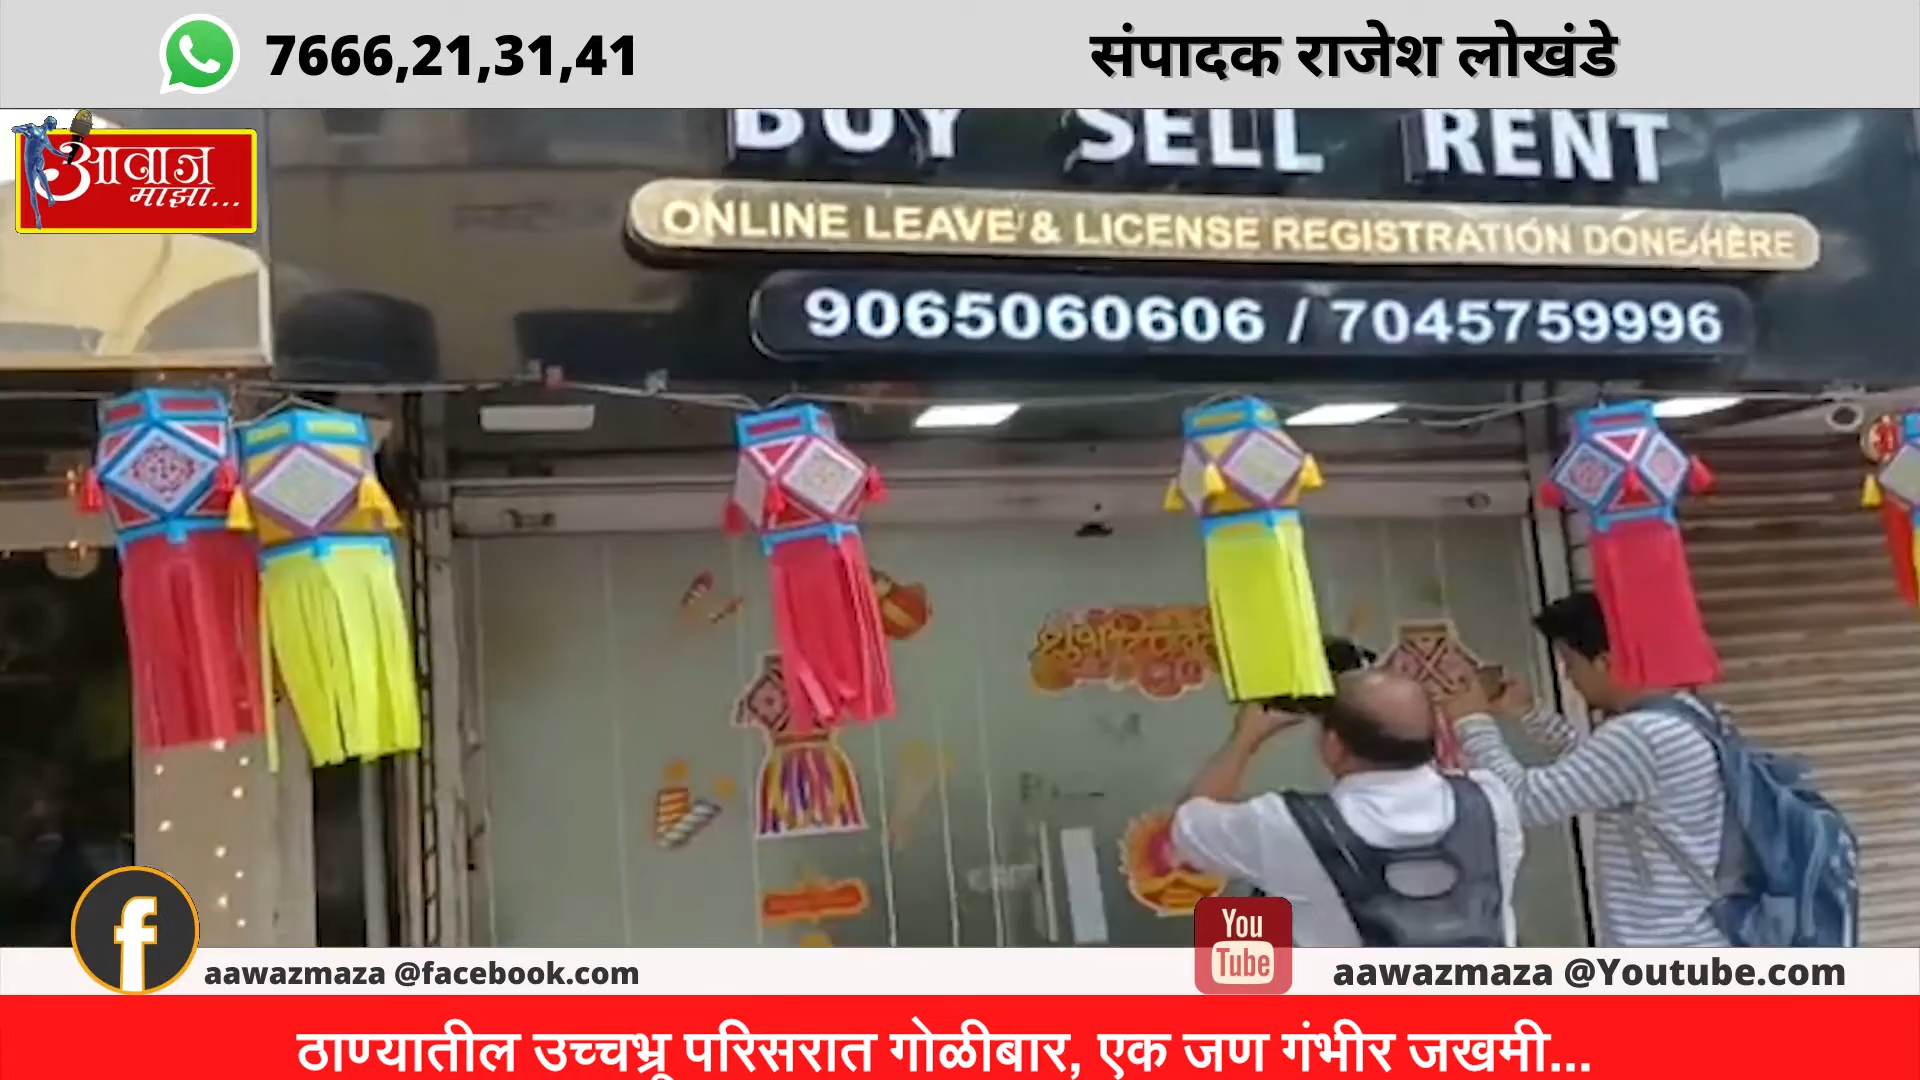 7666,21,31,41
संपादक राजेश लोखंडे
आवाज
माझा...
BUY SELL RENT
ONLINE LEAVE & LICENSE REGISTRATION DONE HERE
9065060606 / 7045759996
aawazmaza @facebook.com
You
Tube
aawazmaza @Youtube.com
ठाण्यातील उच्चभ्रू परिसरात गोळीबार, एक जण गंभीर जखमी...